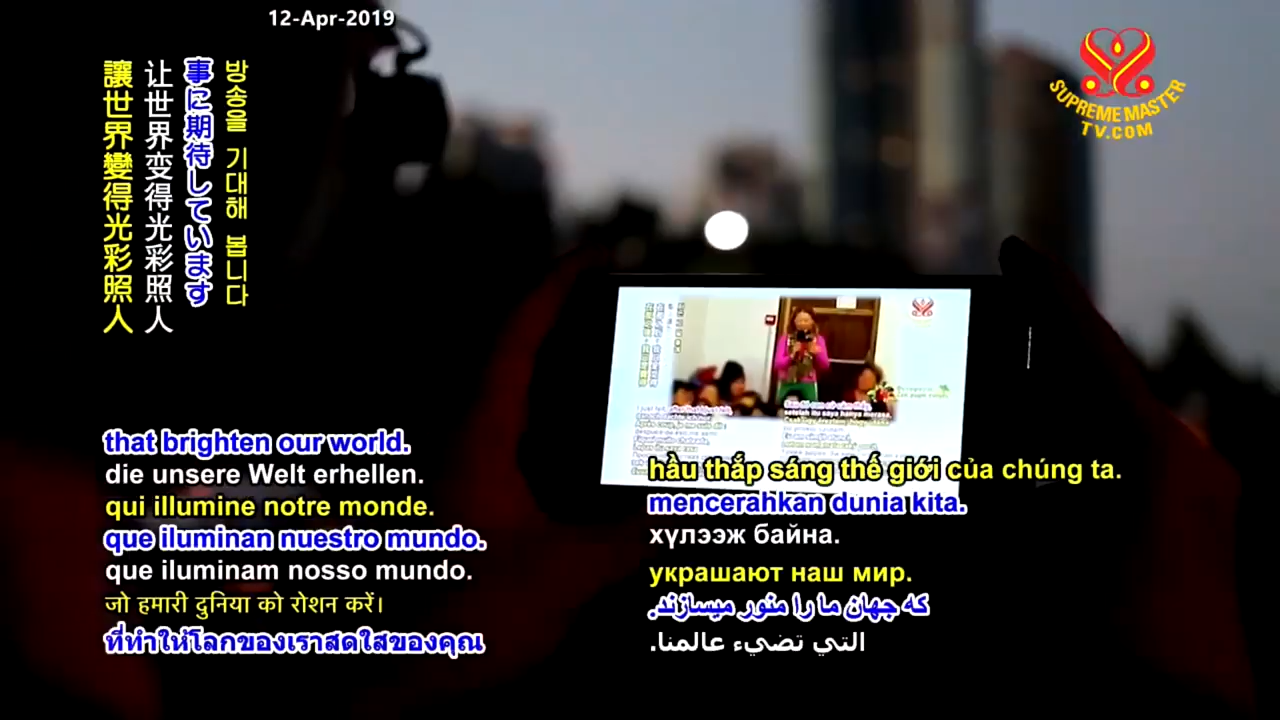 12-Apr-2019
SUPREME MASTER
TV.COM
讓世界變得光彩照人
让世界变得光彩照人
事に期待しています
방송을 기대해 봅니다
that brighten our world.
die unsere Welt erhellen.
qui illumine notre monde.
que iluminan nuestro mundo.
que iluminam nosso mundo.
जो हमारी दुनिया को रोशन करें।
ที่ทำให้โลกของเราสดใสของคุณ
hầu thắp sáng thế giới của chúng ta.
mencerahkan dunia kita.
хүлээж байна.
украшают наш мир.
که جهان ما را منور میسازند.
التي تضيء عالمنا.